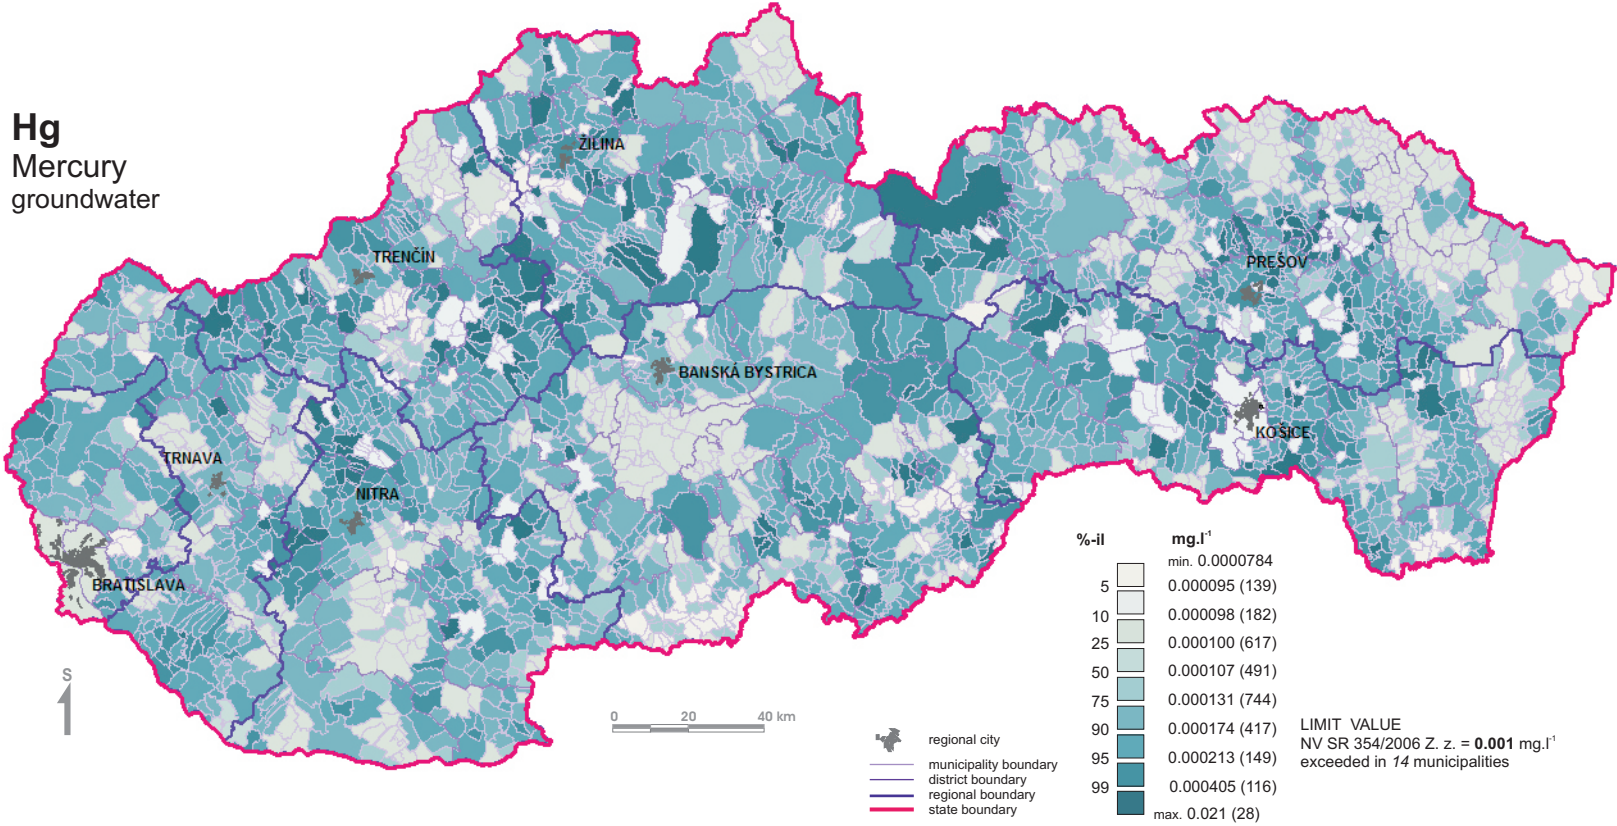 Hg
Mercury
groundwater
ŽILINA
TRENČÍN
PREŠOV
BANSKÁ BYSTRICA
KOŠICE
TRNAVA
NITRA
BRATISLAVA
S
0 20 40 km
regional city
municipality boundary
district boundary
regional boundary
state boundary
%-il mg.l⁻¹
min. 0.0000784
5 0.000095 (139)
10 0.000098 (182)
25 0.000100 (617)
50 0.000107 (491)
75 0.000131 (744)
90 0.000174 (417)
95 0.000213 (149)
99 0.000405 (116)
max. 0.021 (28)
LIMIT VALUE
NV SR 354/2006 Z. z. = 0.001 mg.l⁻¹
exceeded in 14 municipalities